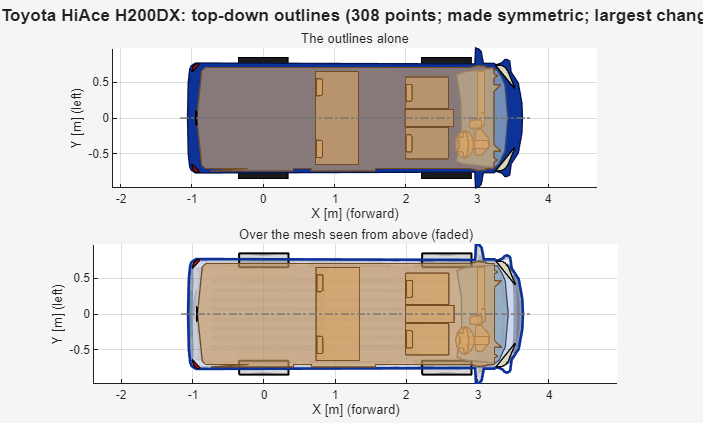 Toyota HiAce H200DX: top-down outlines (308 points; made symmetric; largest chang
The outlines alone
0.5
0
-0.5
Y [m] (left)
-2 -1 0 1 2 3 4
X [m] (forward)
Over the mesh seen from above (faded)
0.5
0
-0.5
Y [m] (left)
-2 -1 0 1 2 3 4
X [m] (forward)